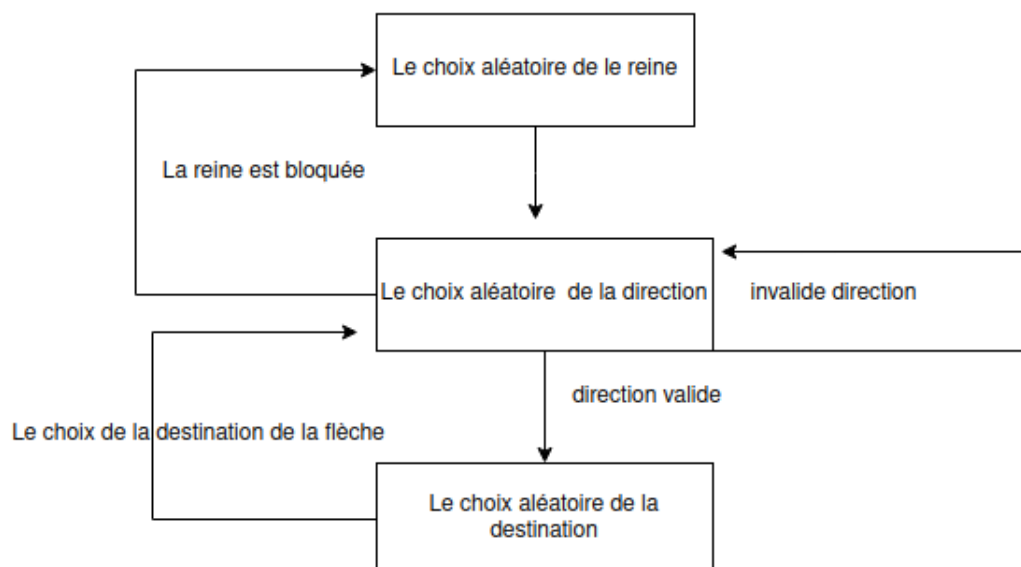 Le choix aléatoire de le reine
La reine est bloquée
Le choix aléatoire de la direction
invalide direction
direction valide
Le choix de la destination de la flèche
Le choix aléatoire de la
destination